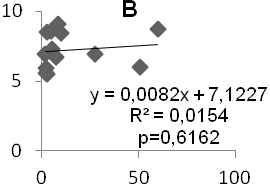 B
10
5
y = 0,0082x + 7,1227
R² = 0,0154
p=0,6162
0
0 50 100